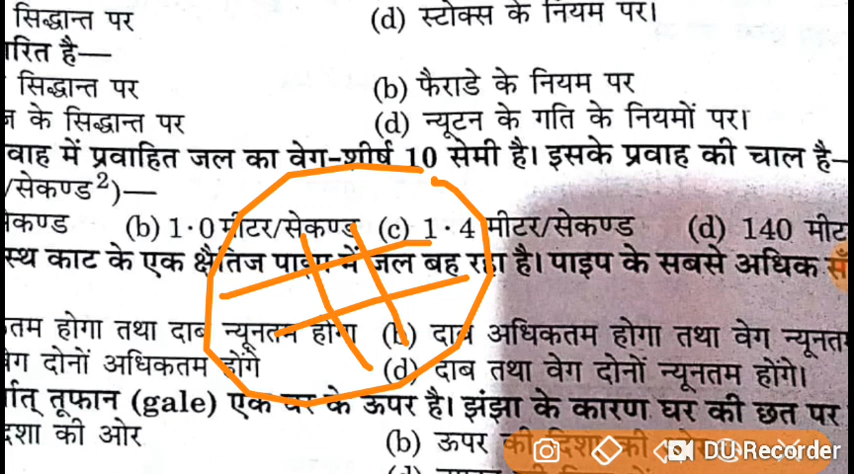 सिद्धान्त पर (d) स्टोक्स के नियम पर।
रित है—
सिद्धान्त पर (b) फैराडे के नियम पर
के सिद्धान्त पर (d) न्यूटन के गति के नियमों पर।
वाह में प्रवाहित जल का वेग-शीर्ष 10 सेमी है। इसके प्रवाह की चाल है—
/सेकण्ड²)—
कण्ड (b) 1·0 मीटर/सेकण्ड (c) 1·4 मीटर/सेकण्ड (d) 140 मीट
स्थ काट के एक क्षैतिज पाइप में जल बह रहा है। पाइप के सबसे अधिक
तम होगा तथा दाब न्यूनतम होगा (b) दाब अधिकतम होगा तथा वेग न्यूनत
वेग दोनों अधिकतम होंगे (d) दाब तथा वेग दोनों न्यूनतम होंगे।
र्थात् तूफान (gale) एक घर के ऊपर है। झंझा के कारण घर की छत पर
दिशा की ओर (b) ऊपर की दिशा की ओर
DU Recorder